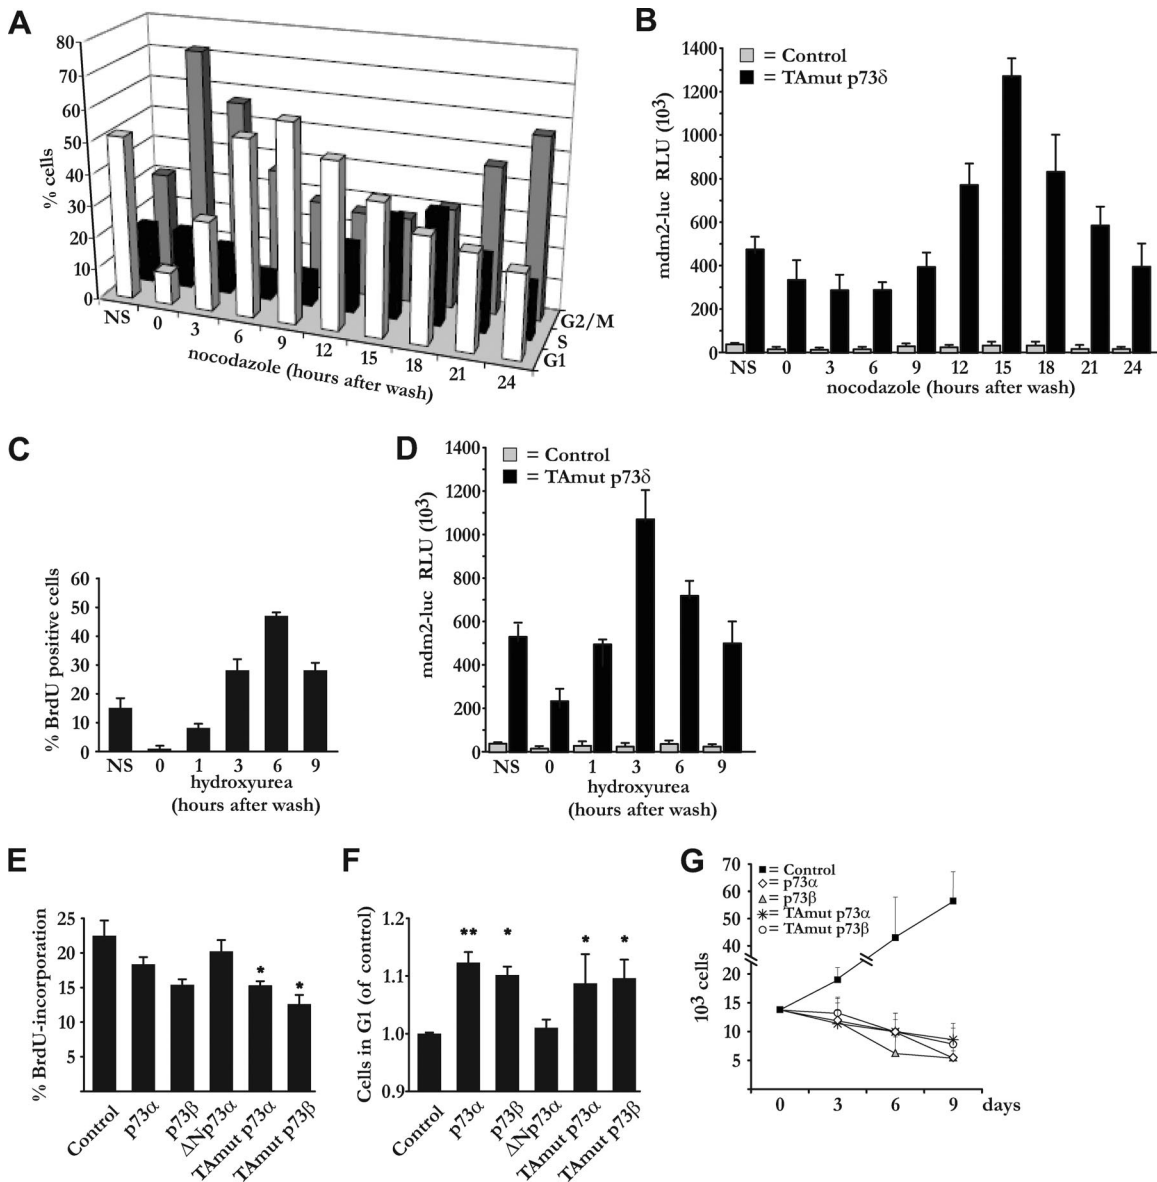 A
% cells
80
70
60
50
40
30
20
10
0
NS 0 3 6 9 12 15 18 21 24
G2/M
S
G1
nocodazole (hours after wash)
B
mdm2-luc RLU (10³)
= Control
= TAmut p73δ
1400
1200
1000
800
600
400
200
0
NS 0 3 6 9 12 15 18 21 24
nocodazole (hours after wash)
C
% BrdU positive cells
60
50
40
30
20
10
0
NS 0 1 3 6 9
hydroxyurea
(hours after wash)
D
mdm2-luc RLU (10³)
= Control
= TAmut p73δ
1400
1200
1000
800
600
400
200
0
NS 0 1 3 6 9
hydroxyurea
(hours after wash)
E
% BrdU-incorporation
25
20
15
10
5
* *
Control p73α p73β ΔNp73α TAmut p73α TAmut p73β
F
Cells in G1 (of control)
1.2
1.1
1.0
0.9
** * * *
Control p73α p73β ΔNp73α TAmut p73α TAmut p73β
G
10³ cells
= Control
= p73α
= p73β
= TAmut p73α
= TAmut p73β
70
60
50
40
20
15
10
5
0 3 6 9 days